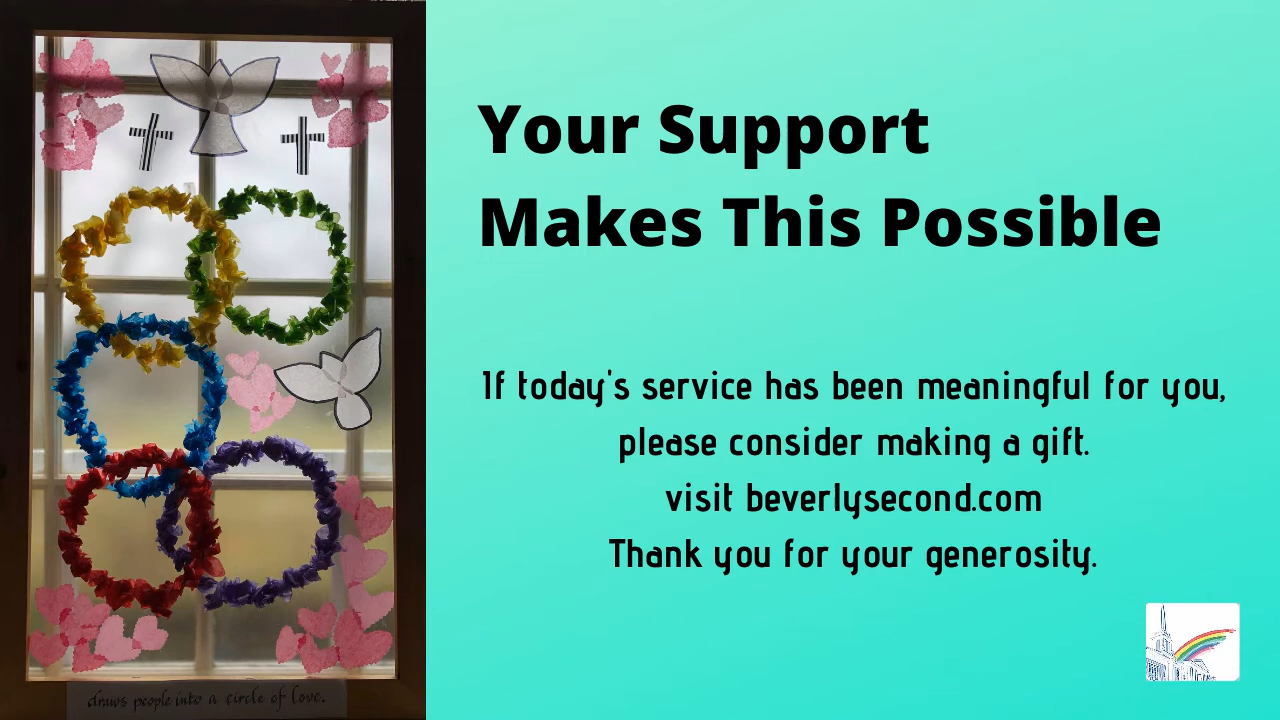 Your Support
Makes This Possible
If today's service has been meaningful for you,
please consider making a gift.
visit beverlysecond.com
Thank you for your generosity.
draws people into a circle of love.